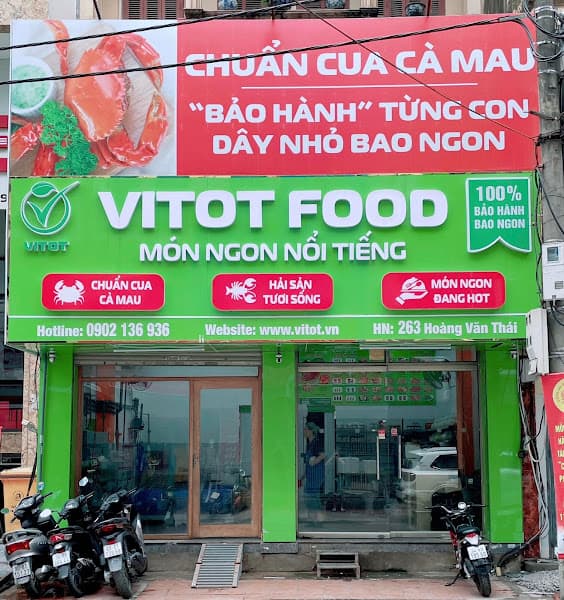 CHUẨN CUA CÀ MAU
“BẢO HÀNH” TỪNG CON
DÂY NHỎ BAO NGON
VITOT
VITOT FOOD
MÓN NGON NỔI TIẾNG
100%
BẢO HÀNH
BAO NGON
CHUẨN CUA
CÀ MAU
HẢI SẢN
TƯƠI SỐNG
MÓN NGON
ĐANG HOT
Hotline: 0902 136 936
Website: www.vitot.vn
HN: 263 Hoàng Văn Thái